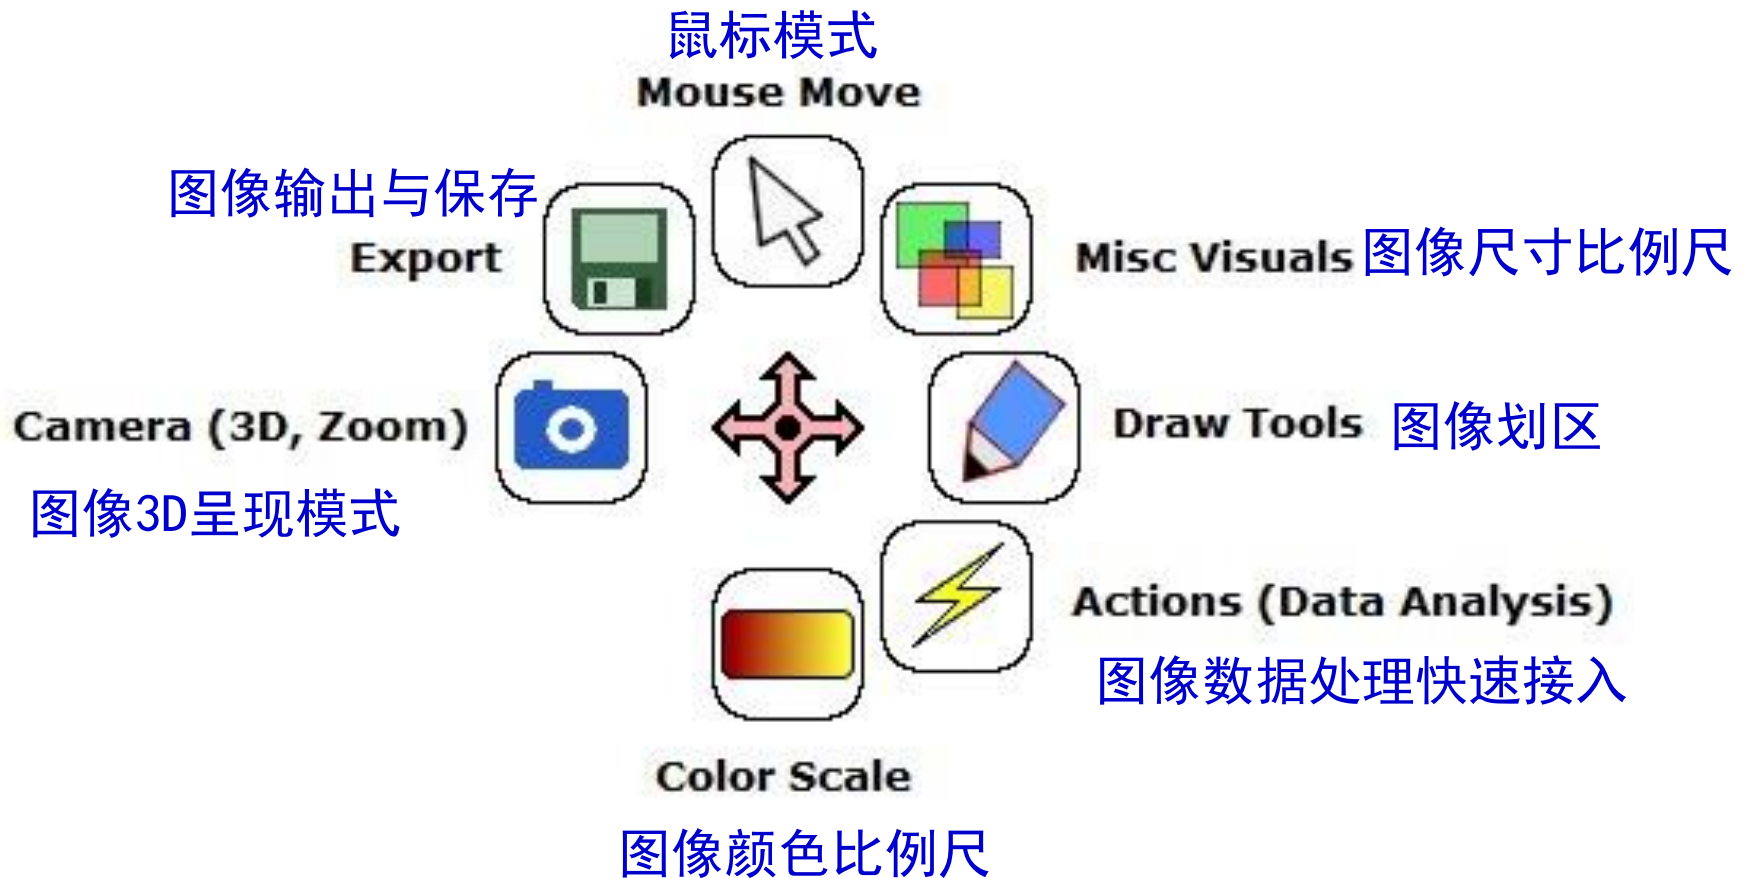 鼠标模式
Mouse Move
图像输出与保存
Export
Misc Visuals 图像尺寸比例尺
Camera (3D, Zoom)
图像3D呈现模式
Draw Tools 图像划区
Actions (Data Analysis)
图像数据处理快速接入
Color Scale
图像颜色比例尺